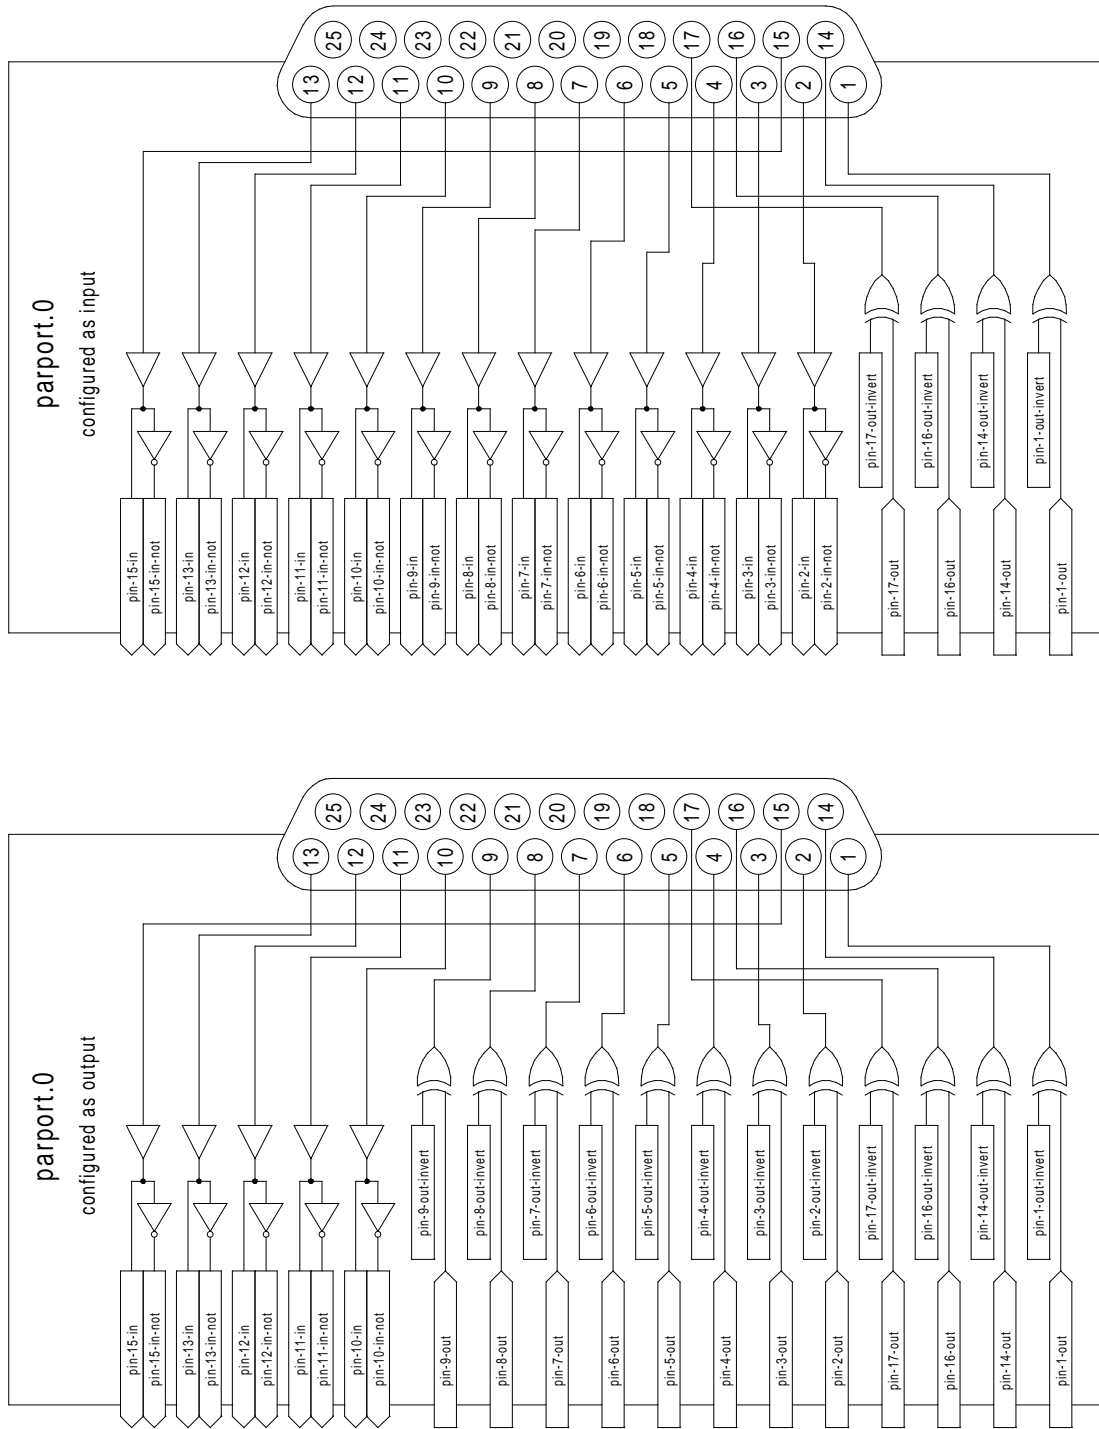 parport.0
configured as input
25
24
23
22
21
20
19
18
17
16
15
14
13
12
11
10
9
8
7
6
5
4
3
2
1
pin-15-in
pin-15-in-not
pin-13-in
pin-13-in-not
pin-12-in
pin-12-in-not
pin-11-in
pin-11-in-not
pin-10-in
pin-10-in-not
pin-9-in
pin-9-in-not
pin-8-in
pin-8-in-not
pin-7-in
pin-7-in-not
pin-6-in
pin-6-in-not
pin-5-in
pin-5-in-not
pin-4-in
pin-4-in-not
pin-3-in
pin-3-in-not
pin-2-in
pin-2-in-not
pin-17-out-invert
pin-17-out
pin-16-out-invert
pin-16-out
pin-14-out-invert
pin-14-out
pin-1-out-invert
pin-1-out
parport.0
configured as output
25
24
23
22
21
20
19
18
17
16
15
14
13
12
11
10
9
8
7
6
5
4
3
2
1
pin-15-in
pin-15-in-not
pin-13-in
pin-13-in-not
pin-12-in
pin-12-in-not
pin-11-in
pin-11-in-not
pin-10-in
pin-10-in-not
pin-9-out-invert
pin-9-out
pin-8-out-invert
pin-8-out
pin-7-out-invert
pin-7-out
pin-6-out-invert
pin-6-out
pin-5-out-invert
pin-5-out
pin-4-out-invert
pin-4-out
pin-3-out-invert
pin-3-out
pin-2-out-invert
pin-2-out
pin-17-out-invert
pin-17-out
pin-16-out-invert
pin-16-out
pin-14-out-invert
pin-14-out
pin-1-out-invert
pin-1-out